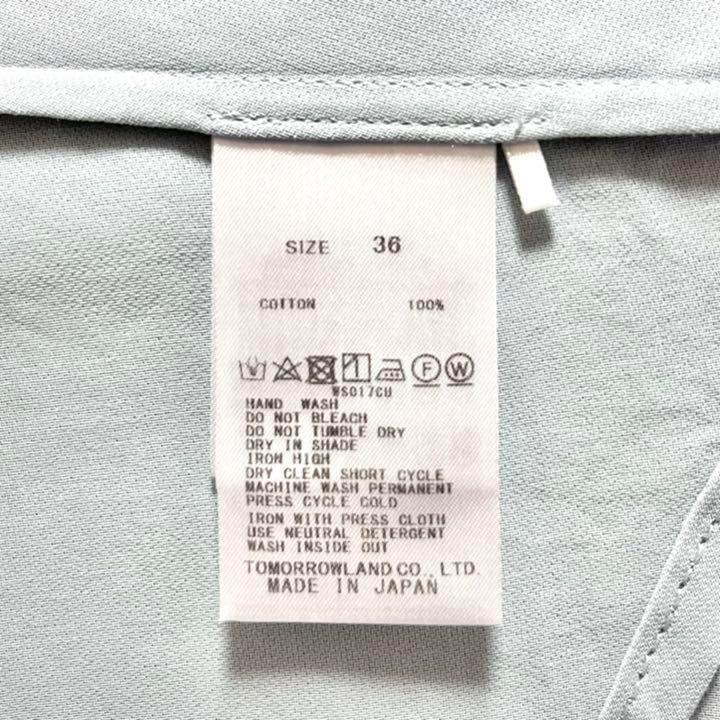 SIZE 36
COTTON 100%
F W
WS017CU
HAND WASH
DO NOT BLEACH
DO NOT TUMBLE DRY
DRY IN SHADE
IRON HIGH
DRY CLEAN SHORT CYCLE
MACHINE WASH PERMANENT
PRESS CYCLE COLD
IRON WITH PRESS CLOTH
USE NEUTRAL DETERGENT
WASH INSIDE OUT
TOMORROWLAND CO., LTD.
MADE IN JAPAN